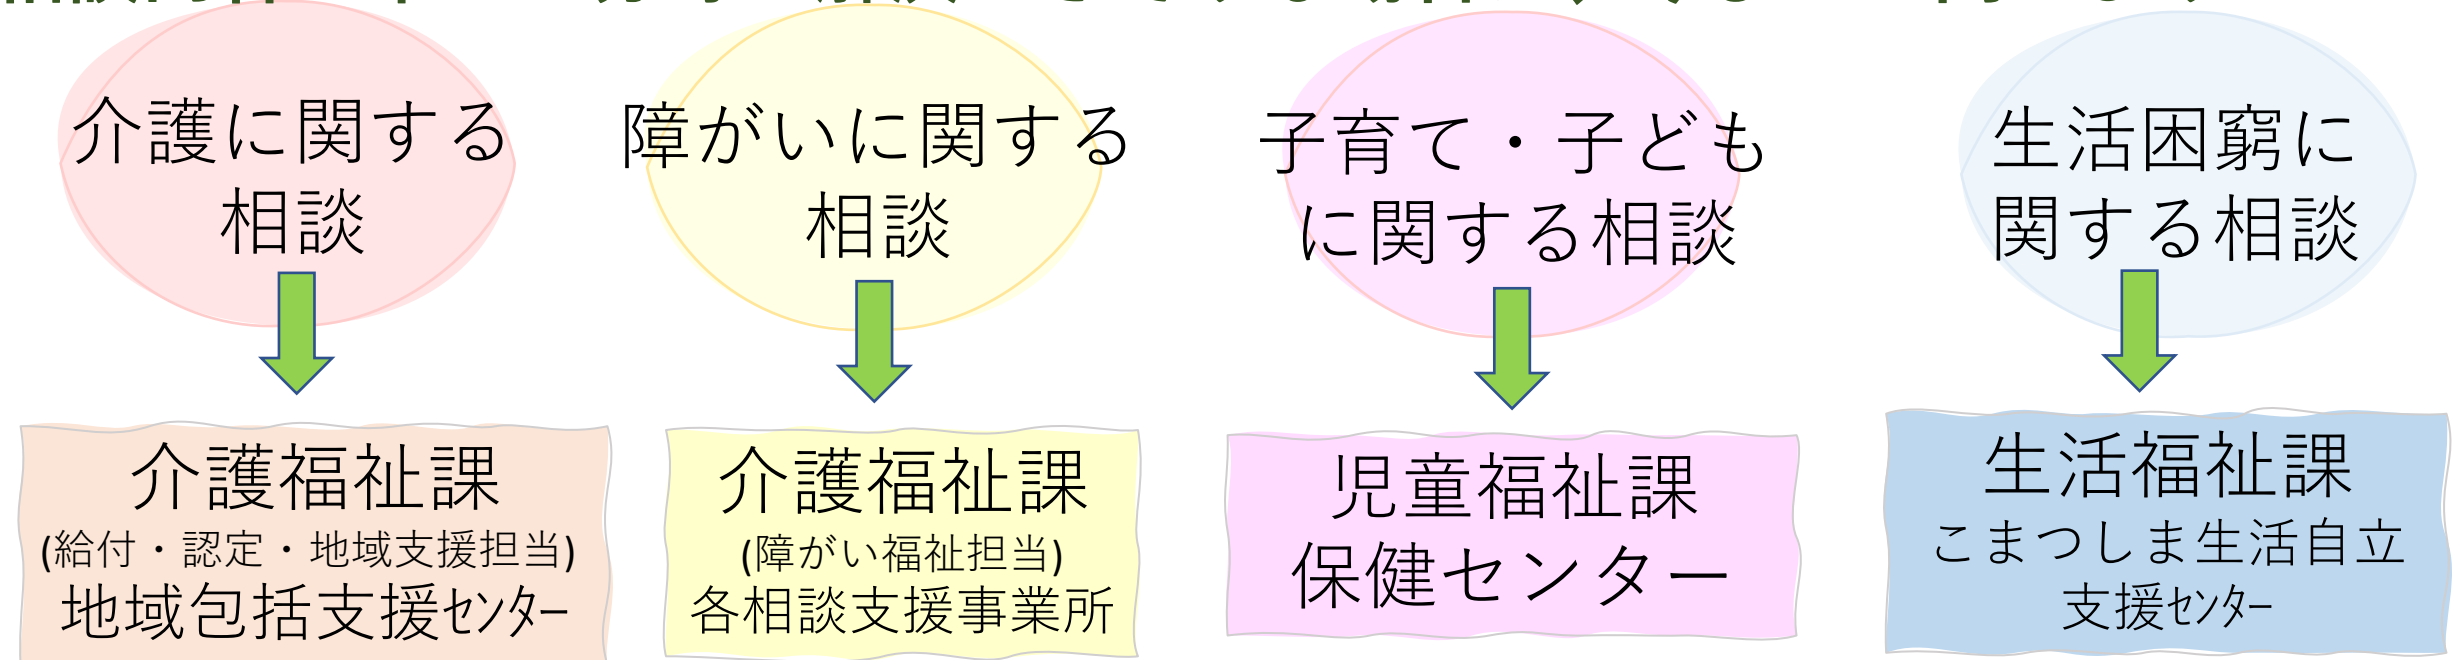 介護に関する
相談
障がいに関する
相談
子育て・子ども
に関する相談
生活困窮に
関する相談
介護福祉課
(給付・認定・地域支援担当)
地域包括支援ｾﾝﾀｰ
介護福祉課
(障がい福祉担当)
各相談支援事業所
児童福祉課
保健センター
生活福祉課
こまつしま生活自立
支援ｾﾝﾀｰ